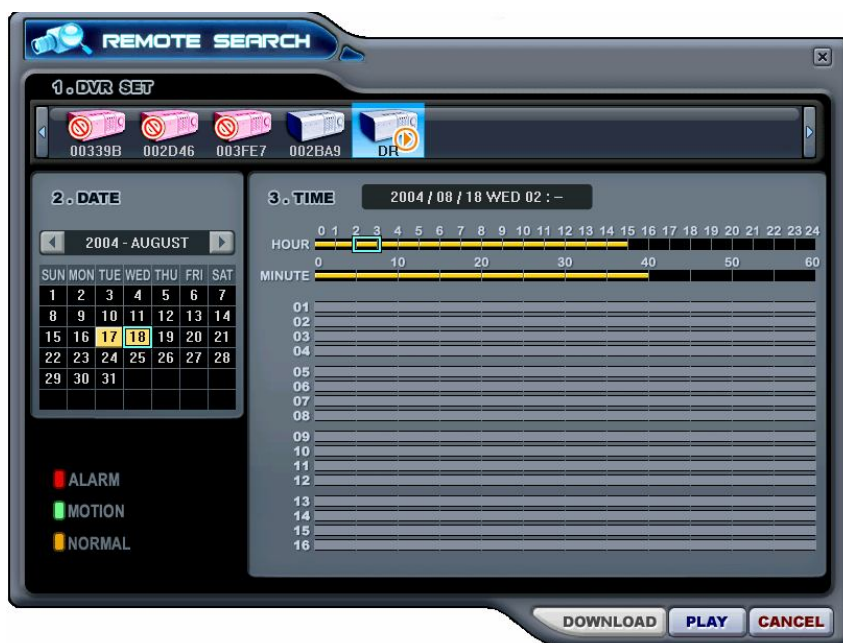 REMOTE SEARCH
1. DVR SET
00339B 002D46 003FE7 002BA9 DR
2. DATE
2004 - AUGUST
SUN MON TUE WED THU FRI SAT
1 2 3 4 5 6 7
8 9 10 11 12 13 14
15 16 17 18 19 20 21
22 23 24 25 26 27 28
29 30 31
ALARM
MOTION
NORMAL
3. TIME
2004 / 08 / 18 WED 02 : –
0 1 2 3 4 5 6 7 8 9 10 11 12 13 14 15 16 17 18 19 20 21 22 23 24
HOUR
0 10 20 30 40 50 60
MINUTE
01
02
03
04
05
06
07
08
09
10
11
12
13
14
15
16
DOWNLOAD PLAY CANCEL